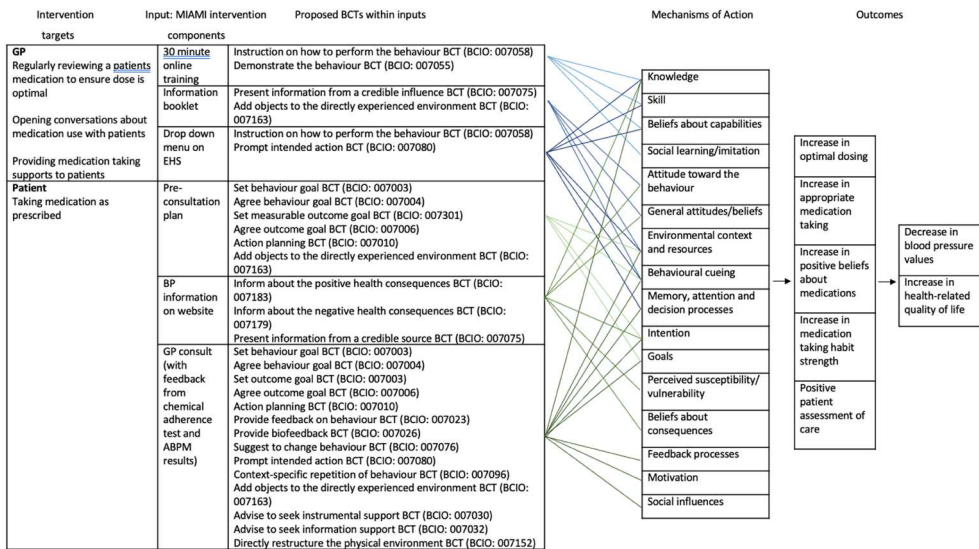 Intervention
targets
Input: MIAMI intervention
components
Proposed BCTs within inputs
Mechanisms of Action
Outcomes
GP
Regularly reviewing a patients
medication to ensure dose is
optimal
Opening conversations about
medication use with patients
Providing medication taking
supports to patients
30 minute
online
training
Instruction on how to perform the behaviour BCT (BCIO: 007058)
Demonstrate the behaviour BCT (BCIO: 007055)
Information
booklet
Present information from a credible influence BCT (BCIO: 007075)
Add objects to the directly experienced environment BCT (BCIO:
007163)
Drop down
menu on
EHS
Instruction on how to perform the behaviour BCT (BCIO: 007058)
Prompt intended action BCT (BCIO: 007080)
Patient
Taking medication as
prescribed
Pre-
consultation
plan
Set behaviour goal BCT (BCIO: 007003)
Agree behaviour goal BCT (BCIO: 007004)
Set measurable outcome goal BCT (BCIO: 007301)
Agree outcome goal BCT (BCIO: 007006)
Action planning BCT (BCIO: 007010)
Add objects to the directly experienced environment BCT (BCIO:
007163)
BP
information
on website
Inform about the positive health consequences BCT (BCIO:
007183)
Inform about the negative health consequences BCT (BCIO:
007179)
Present information from a credible source BCT (BCIO: 007075)
GP consult
(with
feedback
from
chemical
adherence
test and
ABPM
results)
Set behaviour goal BCT (BCIO: 007003)
Agree behaviour goal BCT (BCIO: 007004)
Set outcome goal BCT (BCIO: 007003)
Agree outcome goal BCT (BCIO: 007006)
Action planning BCT (BCIO: 007010)
Provide feedback on behaviour BCT (BCIO: 007023)
Provide biofeedback BCT (BCIO: 007026)
Suggest to change behaviour BCT (BCIO: 007076)
Prompt intended action BCT (BCIO: 007080)
Context-specific repetition of behaviour BCT (BCIO: 007096)
Add objects to the directly experienced environment BCT (BCIO:
007163)
Advise to seek instrumental support BCT (BCIO: 007030)
Advise to seek information support BCT (BCIO: 007032)
Directly restructure the physical environment BCT (BCIO: 007152)
Knowledge
Skill
Beliefs about capabilities
Social learning/imitation
Attitude toward the
behaviour
General attitudes/beliefs
Environmental context
and resources
Behavioural cueing
Memory, attention and
decision processes
Intention
Goals
Perceived susceptibility/
vulnerability
Beliefs about
consequences
Feedback processes
Motivation
Social influences
Increase in
optimal dosing
Increase in
appropriate
medication
taking
Increase in
positive beliefs
about
medications
Increase in
medication
taking habit
strength
Positive
patient
assessment of
care
Decrease in
blood pressure
values
Increase in
health-related
quality of life